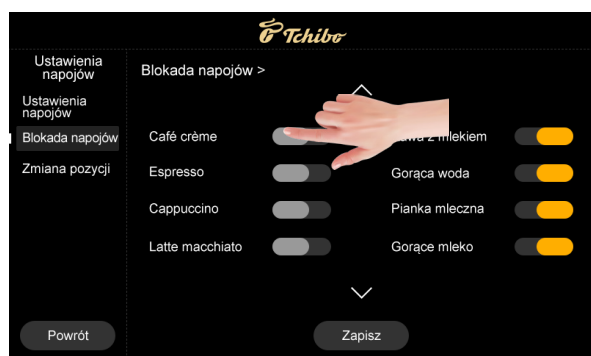 Tchibo
Ustawienia
napojów
Blokada napojów >
Ustawienia
napojów
Blokada napojów
Zmiana pozycji
Café crème
z mlekiem
Espresso
Gorąca woda
Cappuccino
Pianka mleczna
Latte macchiato
Gorące mleko
Powrót
Zapisz